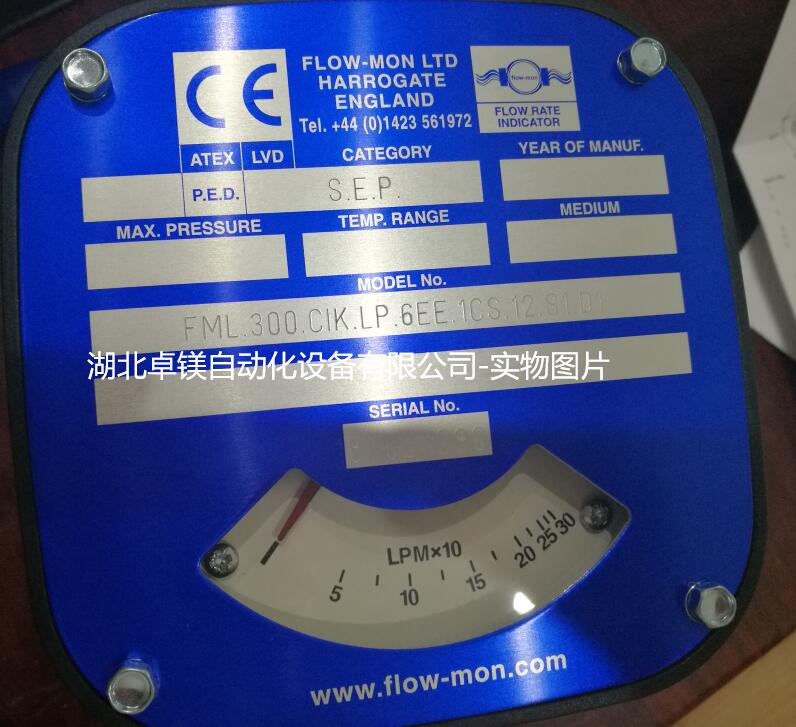 CE
FLOW-MON LTD
HARROGATE
ENGLAND
Tel. +44 (0)1423 561972
flow-mon
FLOW RATE
INDICATOR
ATEX LVD
P.E.D.
CATEGORY
S.E.P.
YEAR OF MANUF.
MAX. PRESSURE
TEMP. RANGE
MEDIUM
MODEL No.
FML.300.CIK.LP.6EE.1CS.12.S1.D1
湖北卓镁自动化设备有限公司-实物图片
SERIAL No.
LPM×10
5 10 15 20 25 30
www.flow-mon.com